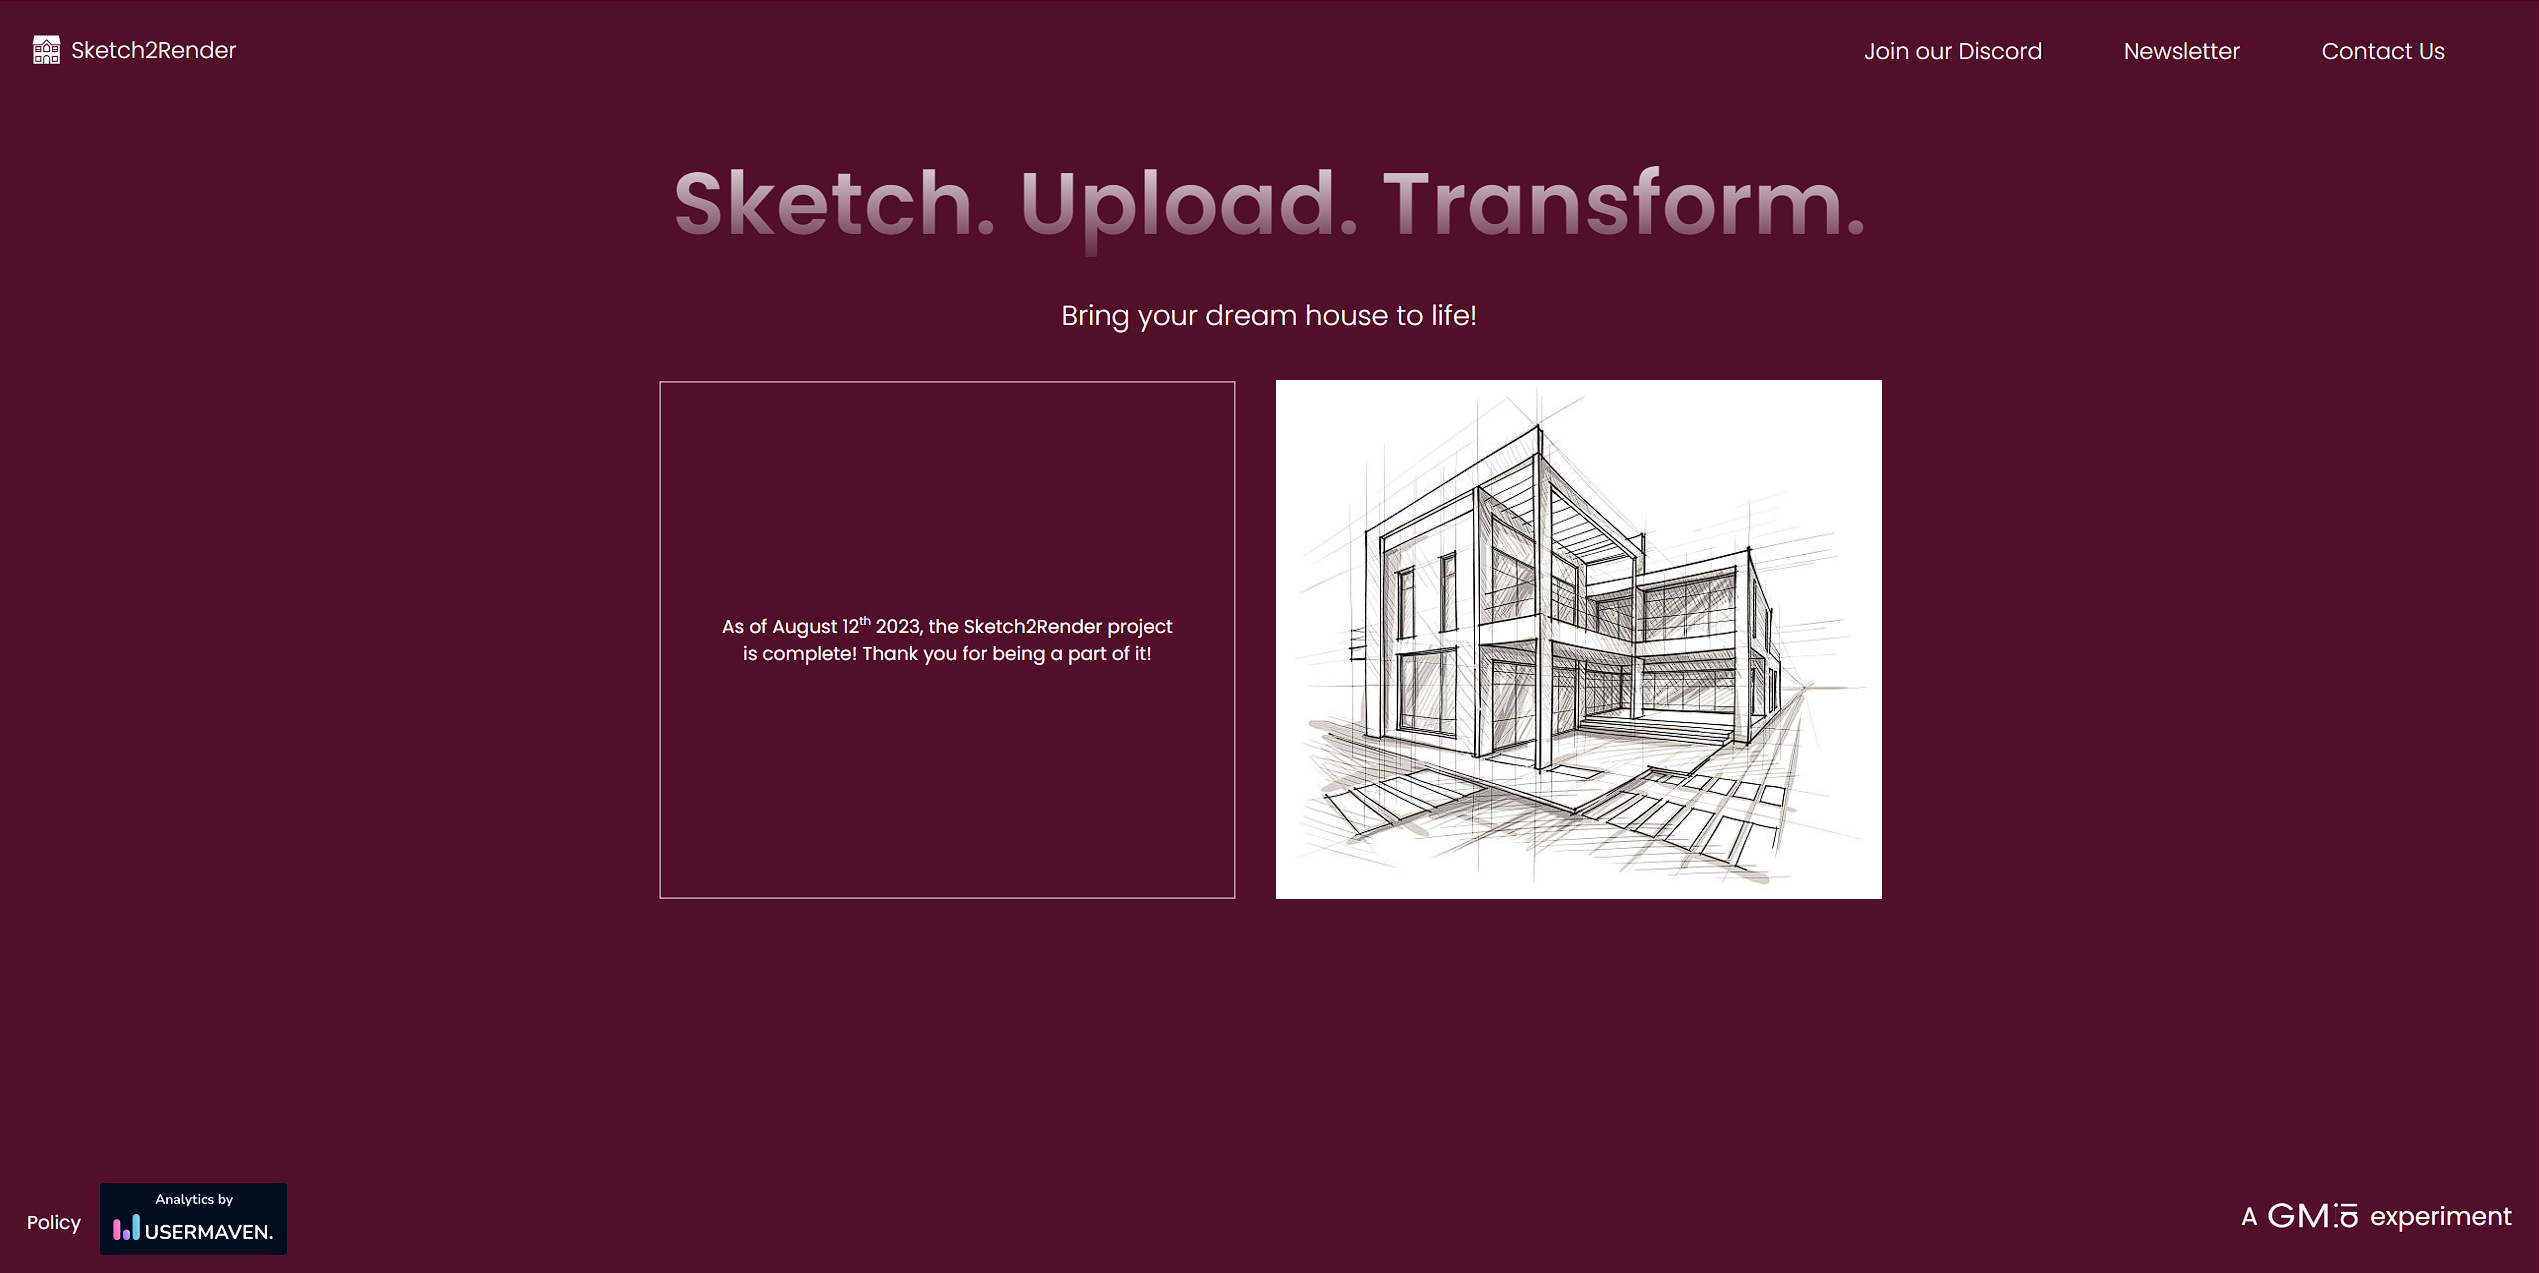 Sketch2Render
Join our Discord
Newsletter
Contact Us
Sketch. Upload. Transform.
Bring your dream house to life!
As of August 12th 2023, the Sketch2Render project
is complete! Thank you for being a part of it!
Policy
Analytics by
USERMAVEN.
A GM.io experiment